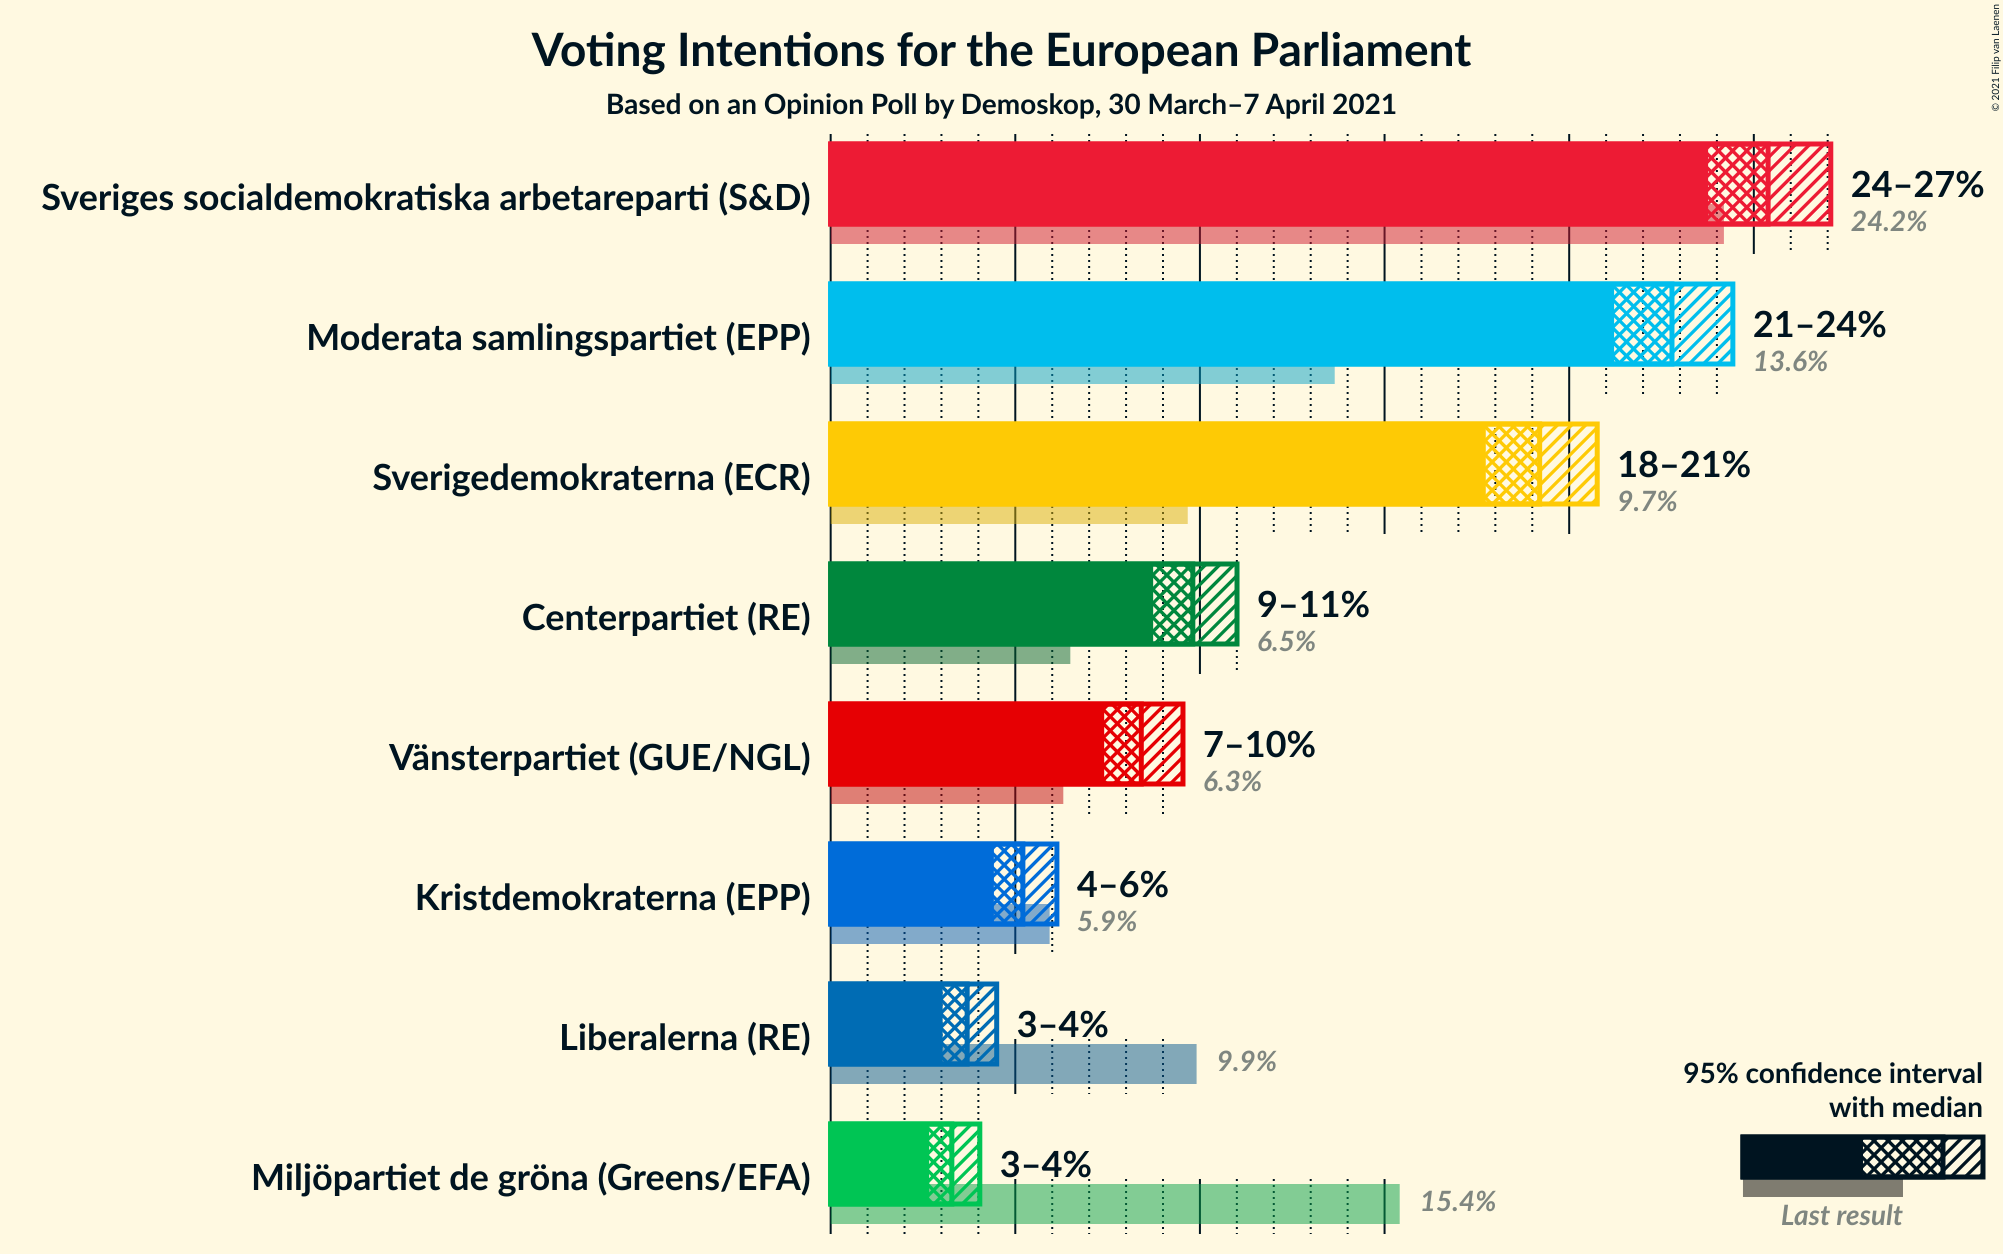 Voting Intentions for the European Parliament
Based on an Opinion Poll by Demoskop, 30 March–7 April 2021
© 2021 Filip van Laenen
Sveriges socialdemokratiska arbetareparti (S&D)
24–27%
24.2%
Moderata samlingspartiet (EPP)
21–24%
13.6%
Sverigedemokraterna (ECR)
18–21%
9.7%
Centerpartiet (RE)
9–11%
6.5%
Vänsterpartiet (GUE/NGL)
7–10%
6.3%
Kristdemokraterna (EPP)
4–6%
5.9%
Liberalerna (RE)
3–4%
9.9%
Miljöpartiet de gröna (Greens/EFA)
3–4%
15.4%
95% confidence interval
with median
Last result